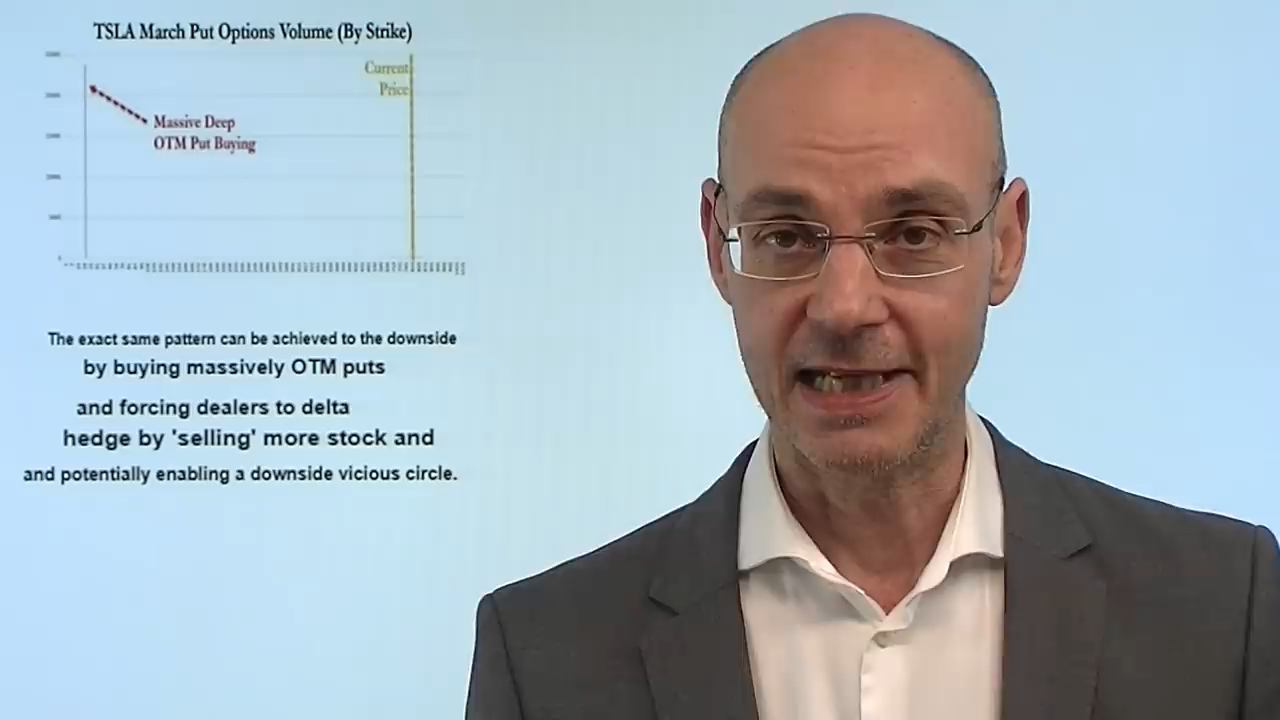 TSLA March Put Options Volume (By Strike)
Current
Price
Massive Deep
OTM Put Buying
The exact same pattern can be achieved to the downside
by buying massively OTM puts
and forcing dealers to delta
hedge by 'selling' more stock and
and potentially enabling a downside vicious circle.